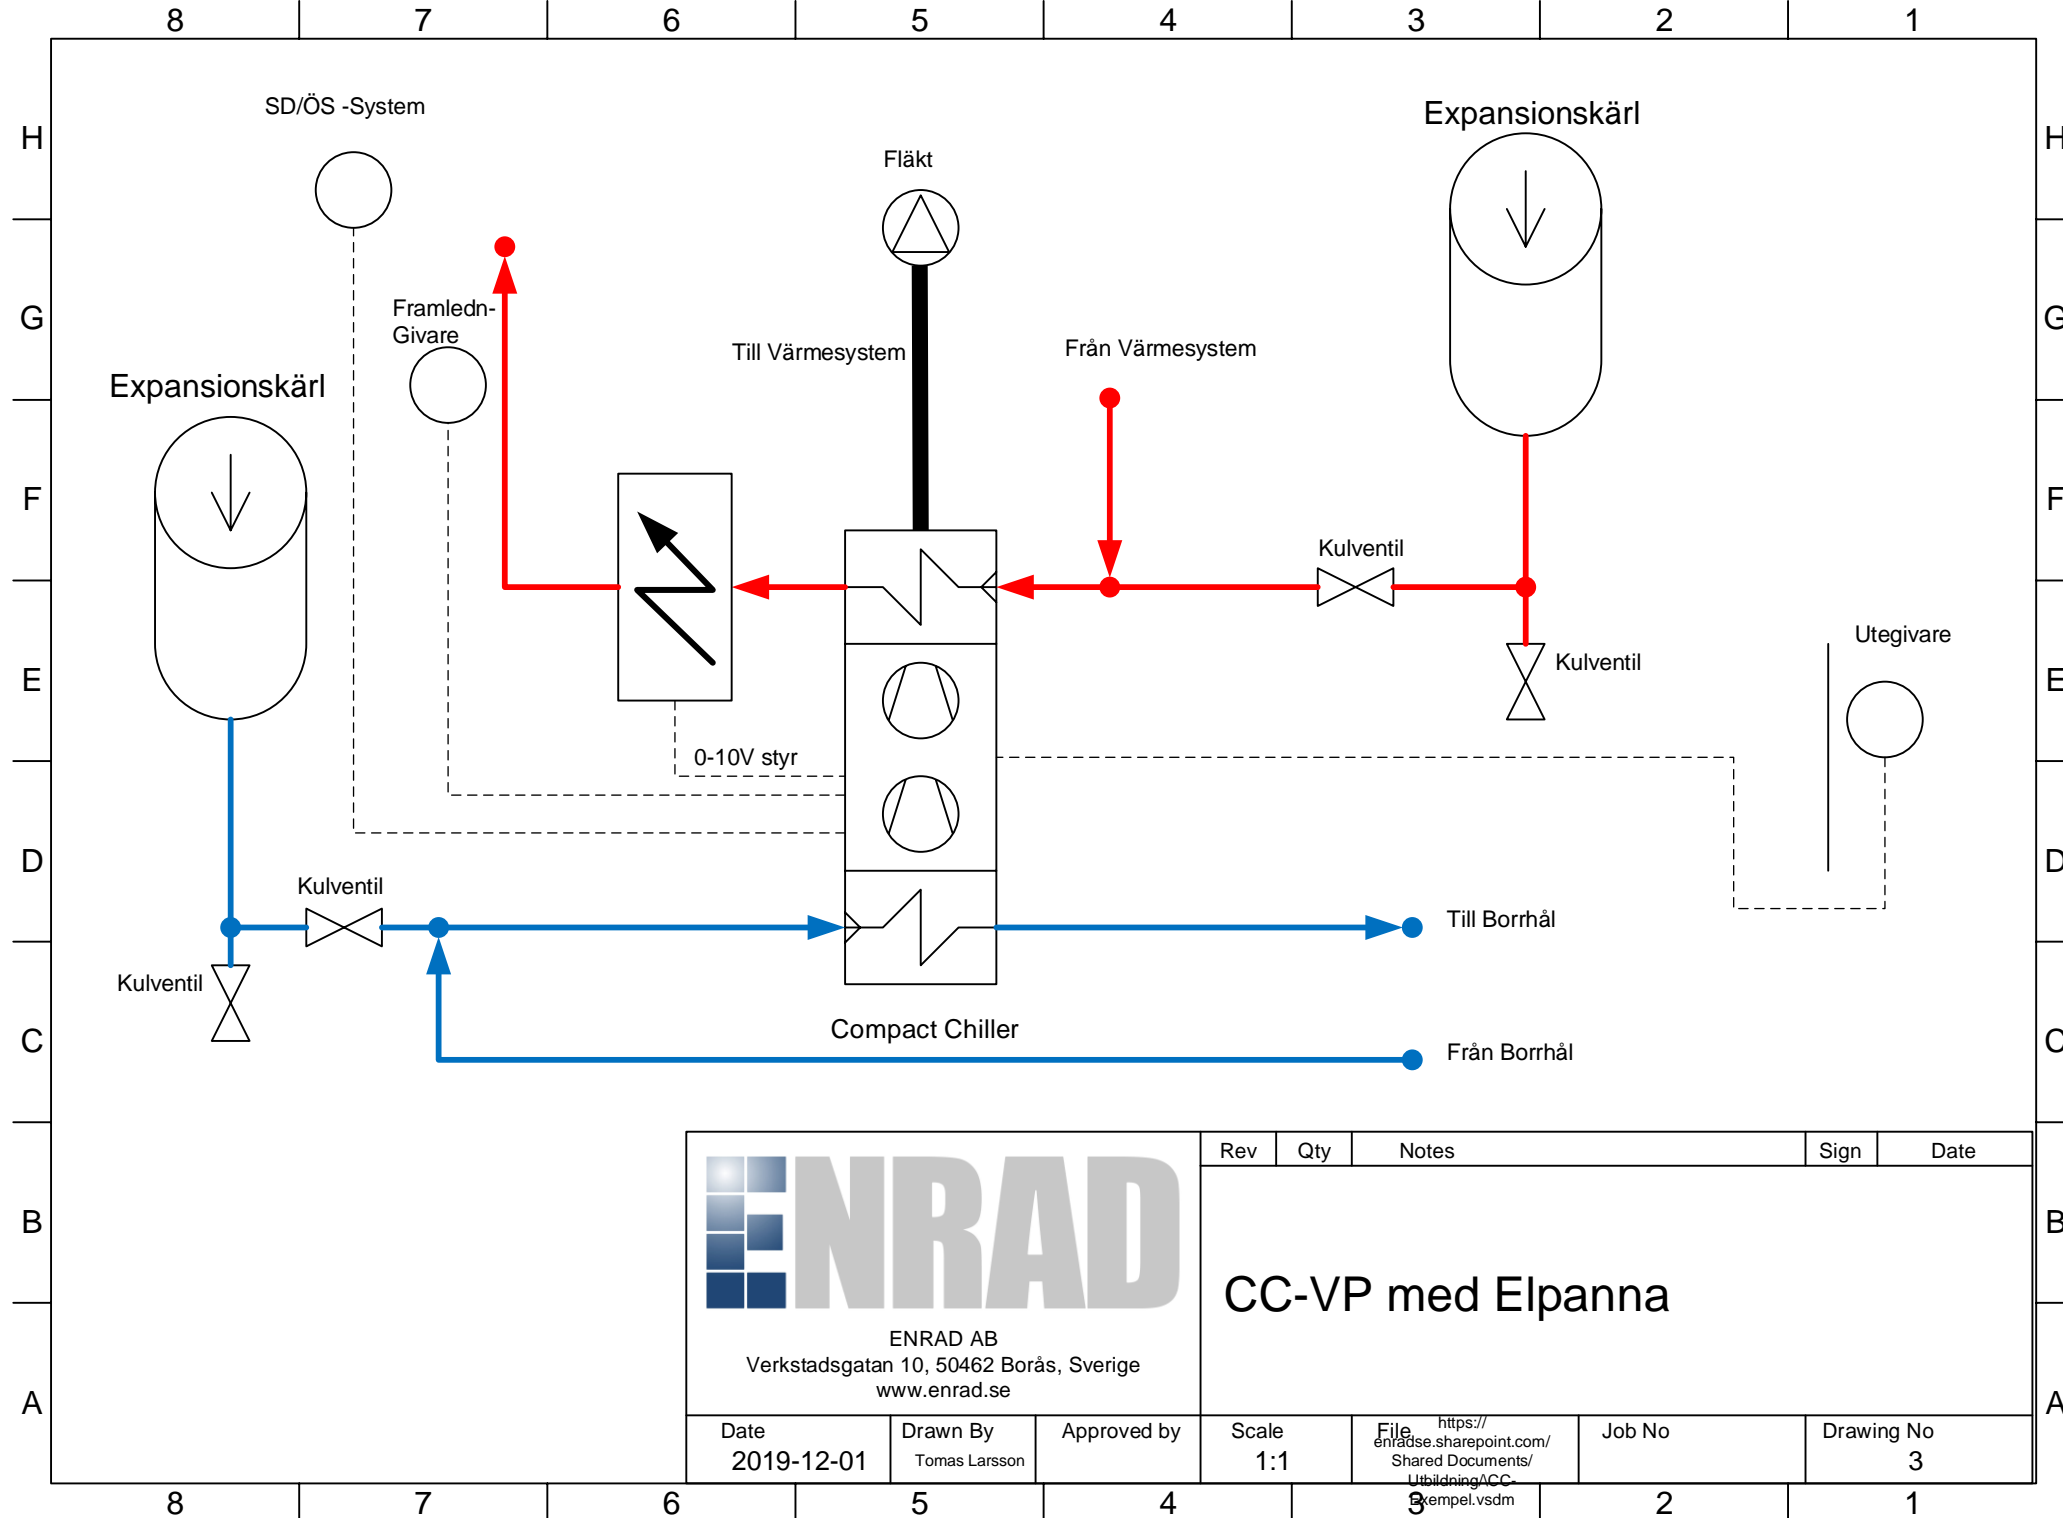 8 7 6 5 4 3 2 1
H H
G G
F F
E E
D D
C C
B B
A A
SD/ÖS -System
Fläkt
Expansionskärl
Framledn-
Givare
Till Värmesystem
Från Värmesystem
Expansionskärl
Kulventil
Kulventil
Utegivare
0-10V styr
Kulventil
Till Borrhål
Kulventil
Compact Chiller
Från Borrhål
ENRAD
ENRAD AB
Verkstadsgatan 10, 50462 Borås, Sverige
www.enrad.se
Rev Qty Notes Sign Date
CC-VP med Elpanna
Date
2019-12-01
Drawn By
Tomas Larsson
Approved by
Scale
1:1
File
https://
enradse.sharepoint.com/
Shared Documents/
Utbildning/\CC-
Exempel.vsdm
Job No
Drawing No
3
8 7 6 5 4 3 2 1